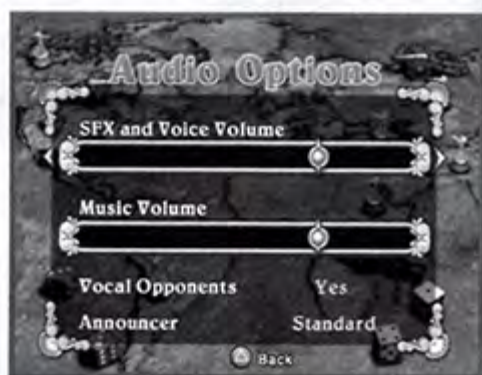 Audio Options
SFX and Voice Volume
Music Volume
Vocal Opponents Yes
Announcer Standard
Back